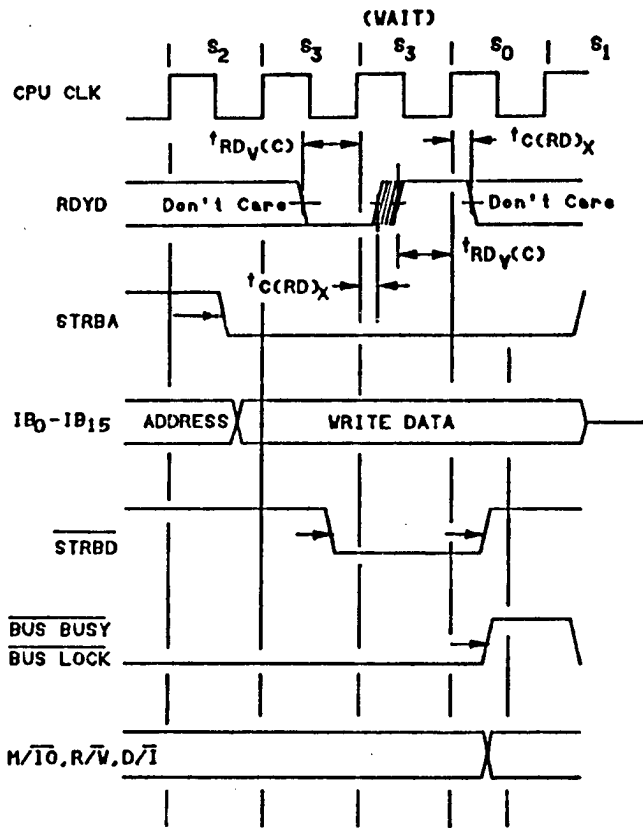 (WAIT)
S2 S3 S3 S0 S1
CPU CLK
tRDV(C) tC(RD)X
RDYD Don't Care Don't Care
tC(RD)X tRDV(C)
STRBA
IB0-IB15 ADDRESS WRITE DATA
STRBD
BUS BUSY
BUS LOCK
M/IO,R/W,D/I